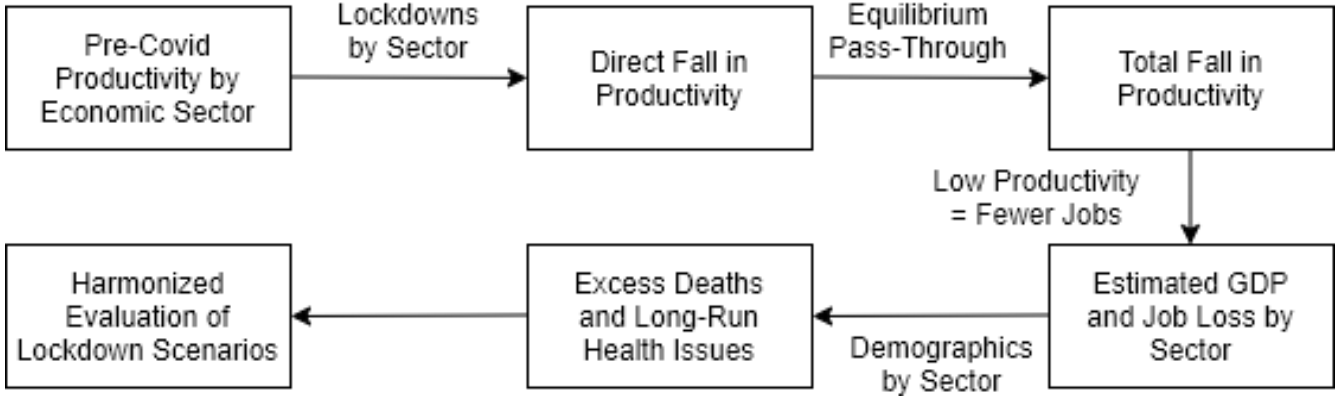 Pre-Covid
Productivity by
Economic Sector
Lockdowns
by Sector
Direct Fall in
Productivity
Equilibrium
Pass-Through
Total Fall in
Productivity
Low Productivity
= Fewer Jobs
Estimated GDP
and Job Loss by
Sector
Demographics
by Sector
Excess Deaths
and Long-Run
Health Issues
Harmonized
Evaluation of
Lockdown Scenarios